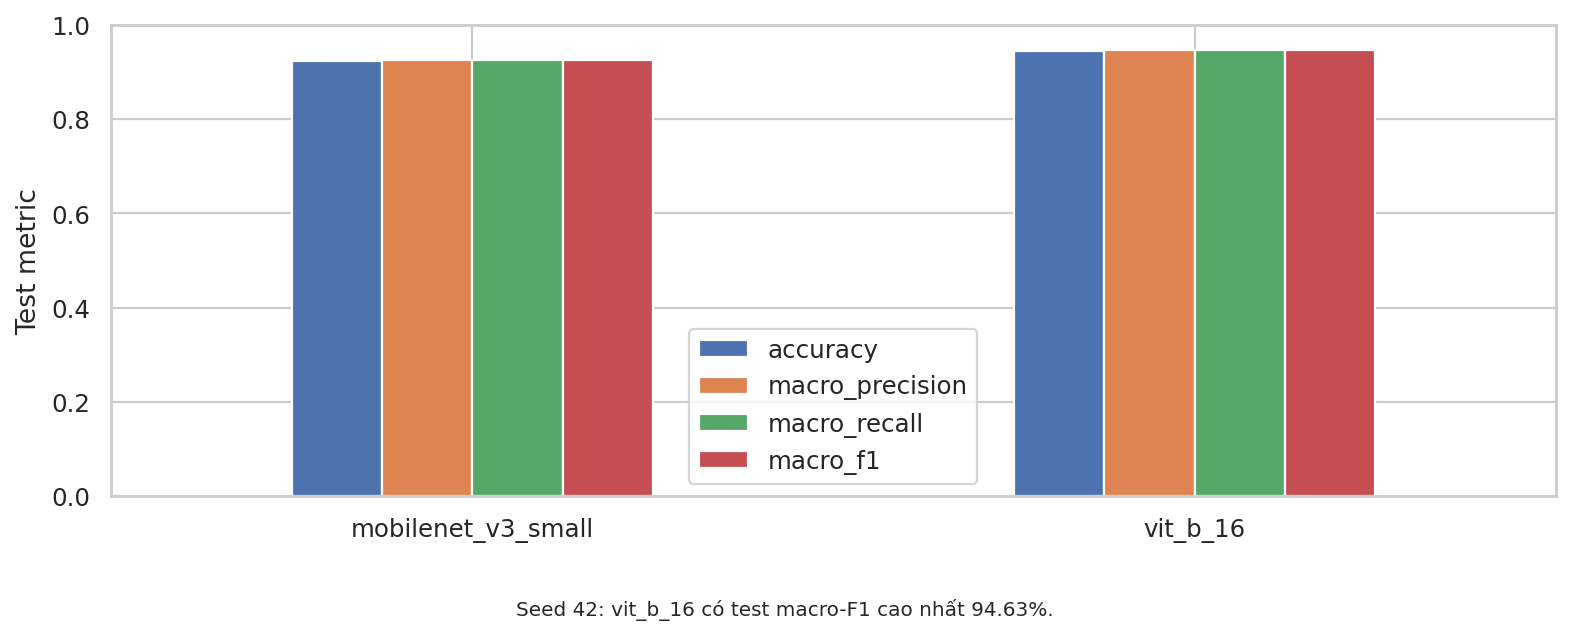 1.0
0.8
0.6
0.4
0.2
0.0
Test metric
accuracy
macro_precision
macro_recall
macro_f1
mobilenet_v3_small
vit_b_16
Seed 42: vit_b_16 có test macro-F1 cao nhất 94.63%.